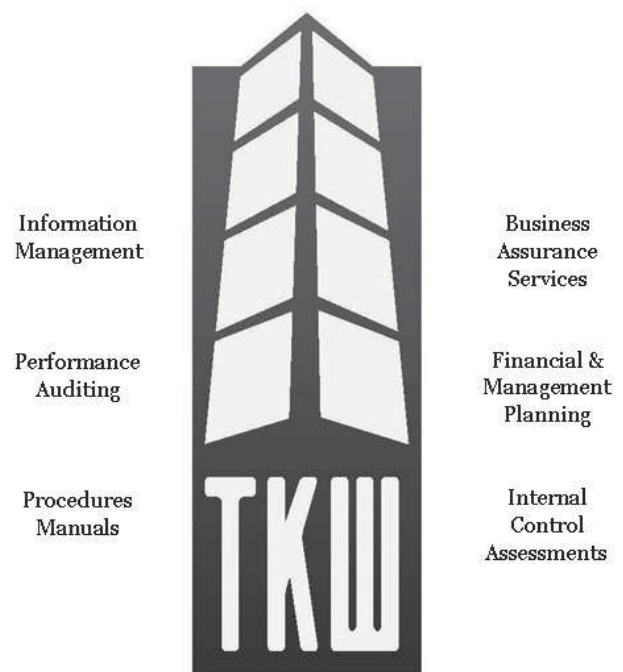 Information
Management
Performance
Auditing
Procedures
Manuals
TKW
Business
Assurance
Services
Financial &
Management
Planning
Internal
Control
Assessments